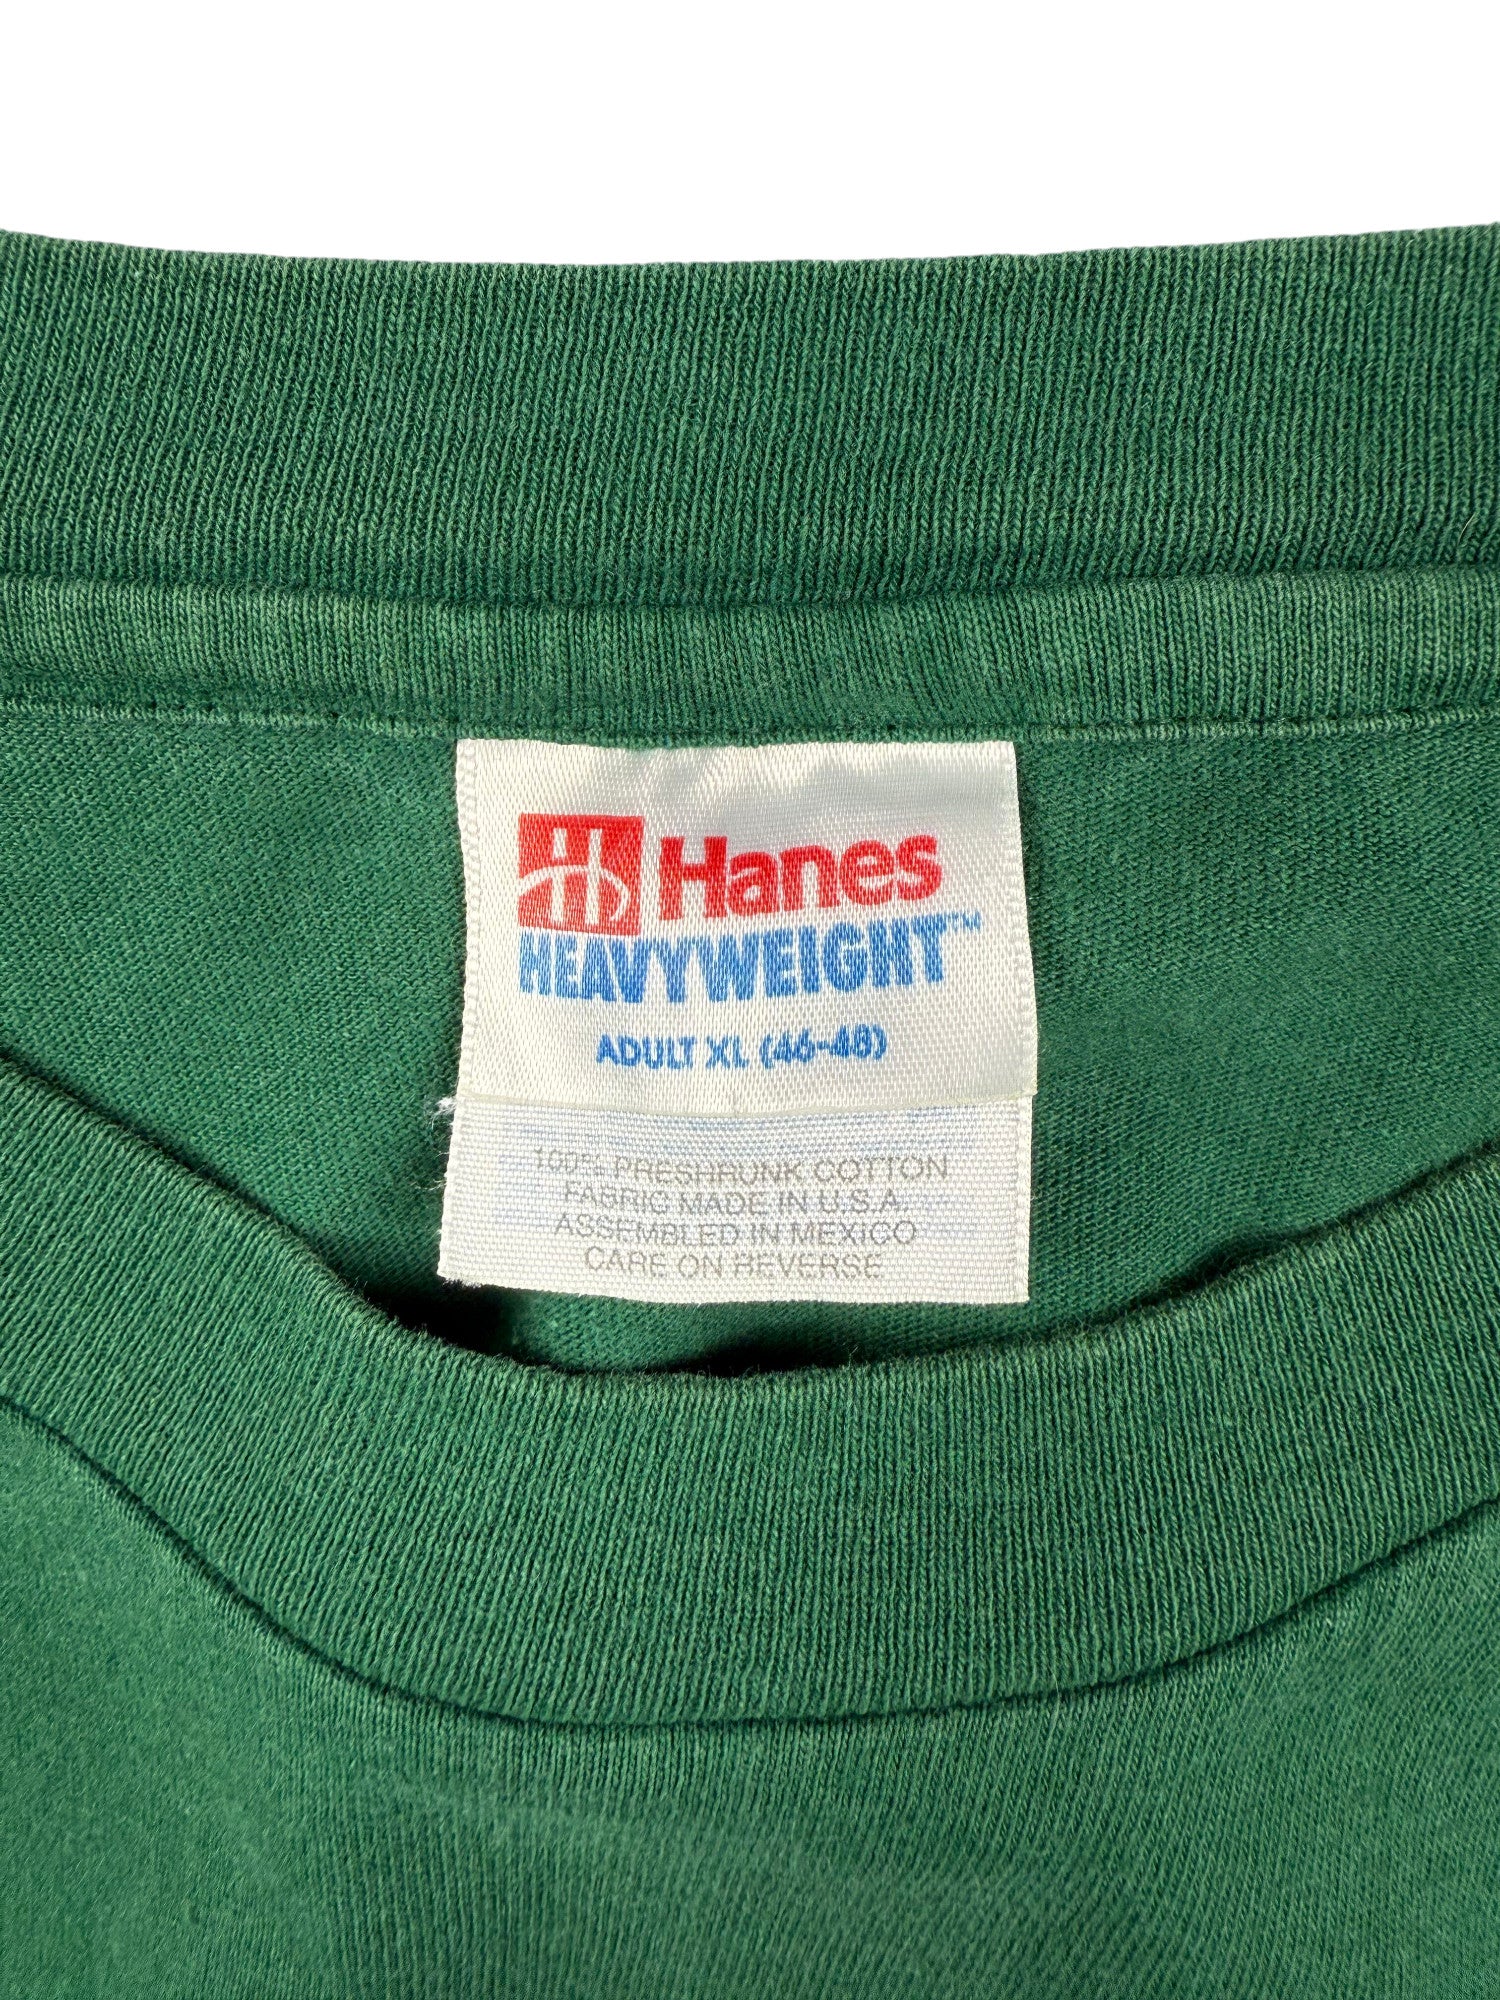 Hanes
HEAVYWEIGHT™
ADULT XL (46-48)
100% PRESHRUNK COTTON
FABRIC MADE IN U.S.A.
ASSEMBLED IN MEXICO
CARE ON REVERSE